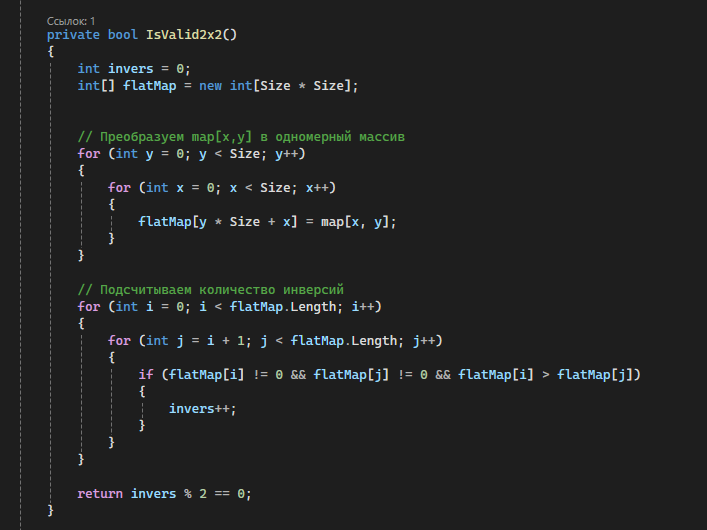 Ссылок: 1
private bool IsValid2x2()
{
    int invers = 0;
    int[] flatMap = new int[Size * Size];

    // Преобразуем map[x,y] в одномерный массив
    for (int y = 0; y < Size; y++)
    {
        for (int x = 0; x < Size; x++)
        {
            flatMap[y * Size + x] = map[x, y];
        }
    }

    // Подсчитываем количество инверсий
    for (int i = 0; i < flatMap.Length; i++)
    {
        for (int j = i + 1; j < flatMap.Length; j++)
        {
            if (flatMap[i] != 0 && flatMap[j] != 0 && flatMap[i] > flatMap[j])
            {
                invers++;
            }
        }
    }

    return invers % 2 == 0;
}